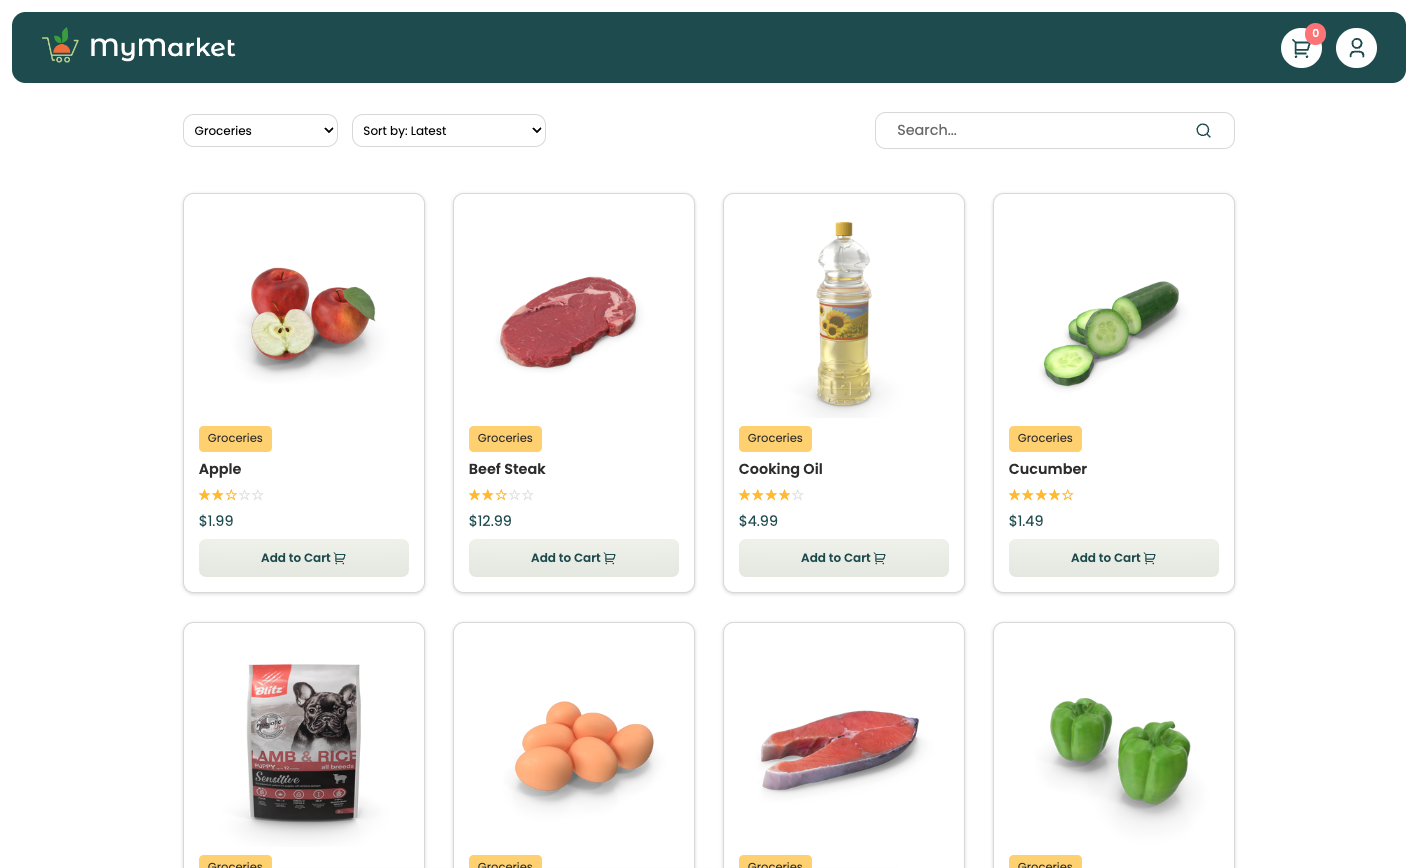 MyMarket
0
Groceries
Sort by: Latest
Search...
Groceries
Apple
$1.99
Add to Cart
Groceries
Beef Steak
$12.99
Add to Cart
Groceries
Cooking Oil
$4.99
Add to Cart
Groceries
Cucumber
$1.49
Add to Cart
Blitz
LAMB & RICE
PUPPY
all breeds
Sensitive
Groceries
Groceries
Groceries
Groceries